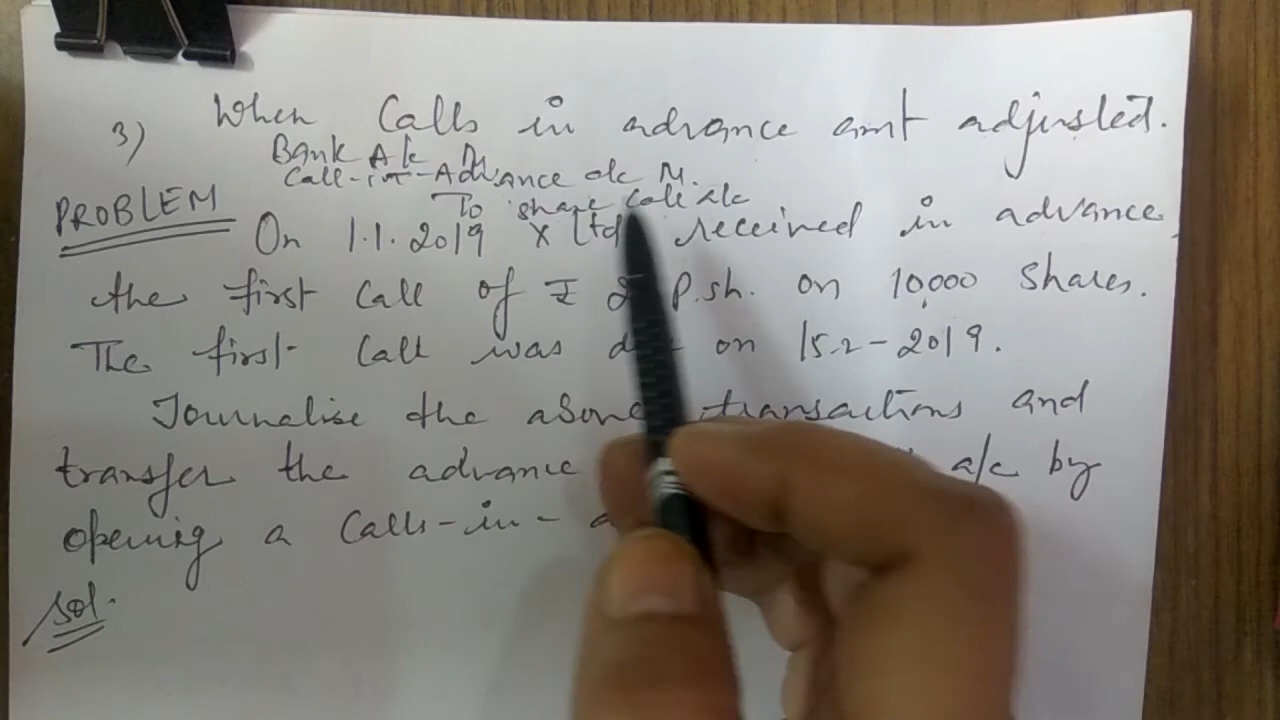 3) When Calls in advance amt adjusted.
Bank A/c Dr
Call-in-Advance a/c Dr.
To share Call a/c
PROBLEM
On 1.1.2019 X Ltd received in advance
the first Call of ₹ 2 P.sh. on 10,000 Shares.
The first Call was on 15.2-2019.
Journalise the above transactions and
transfer the advance a/c by
opening a Calls-in-
Sol.